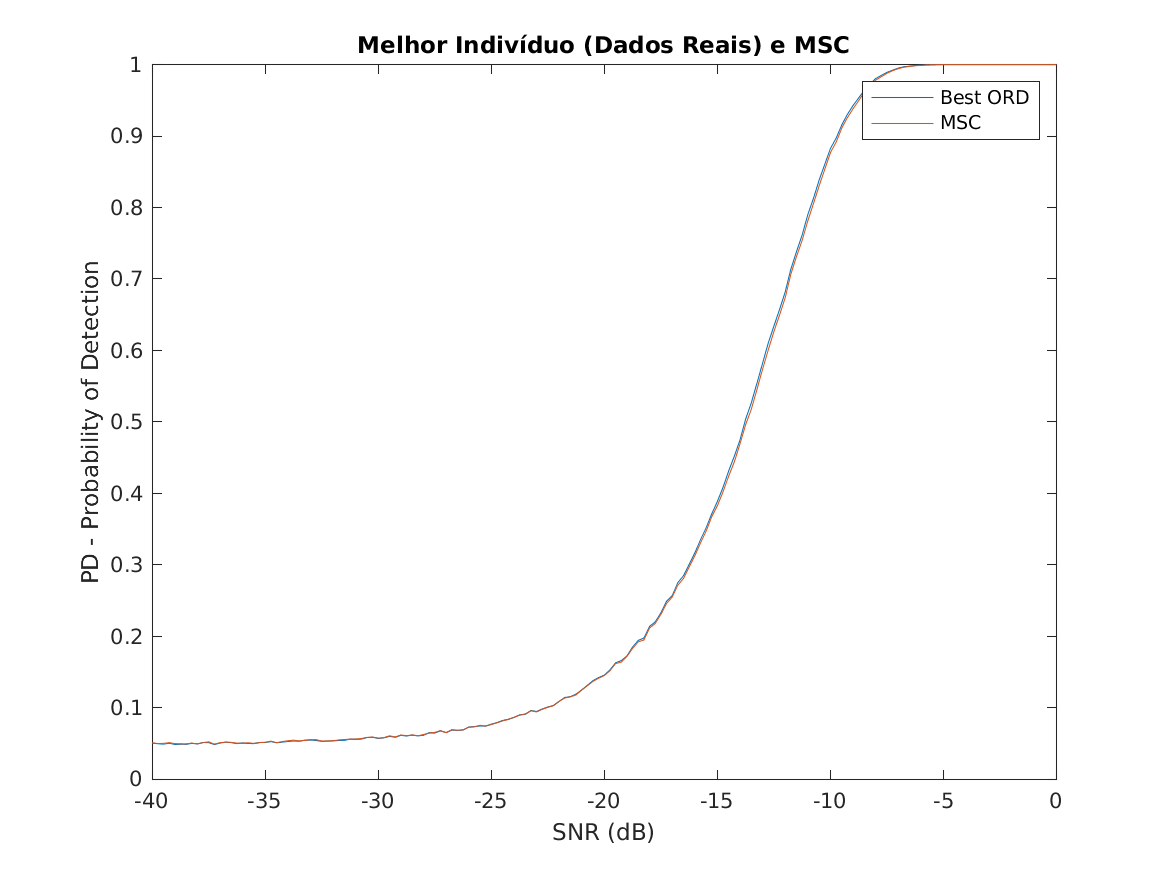 Melhor Indivíduo (Dados Reais) e MSC
1
0.9
0.8
0.7
0.6
0.5
0.4
0.3
0.2
0.1
0
PD - Probability of Detection
Best ORD
MSC
-40 -35 -30 -25 -20 -15 -10 -5 0
SNR (dB)